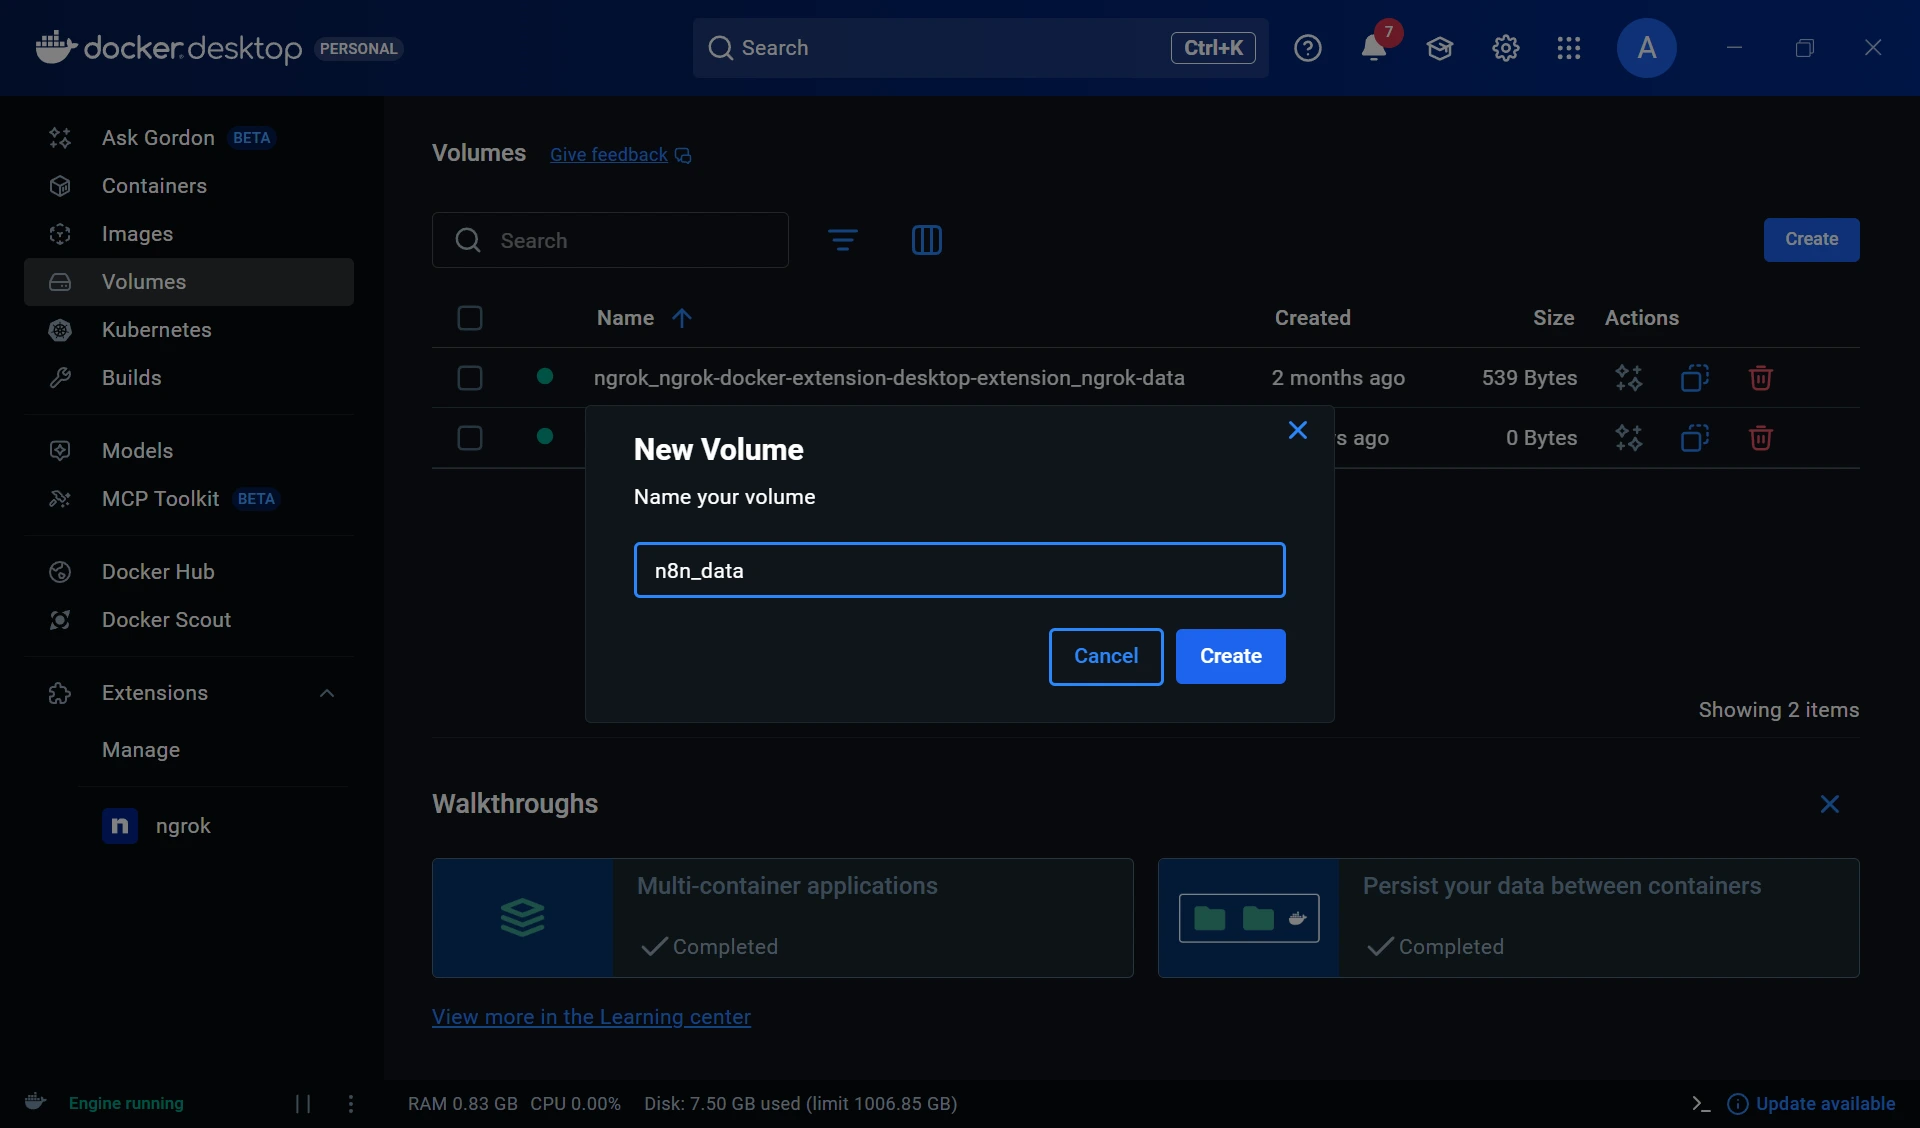 docker.desktop PERSONAL
Search Ctrl+K
7
A
Ask Gordon BETA
Containers
Images
Volumes
Kubernetes
Builds
Models
MCP Toolkit BETA
Docker Hub
Docker Scout
Extensions
Manage
n ngrok
Volumes Give feedback
Search
Create
Name Created Size Actions
ngrok_ngrok-docker-extension-desktop-extension_ngrok-data 2 months ago 539 Bytes
ago 0 Bytes
New Volume
Name your volume
n8n_data
Cancel Create
Showing 2 items
Walkthroughs
Multi-container applications
Completed
Persist your data between containers
Completed
View more in the Learning center
Engine running
RAM 0.83 GB CPU 0.00% Disk: 7.50 GB used (limit 1006.85 GB)
Update available